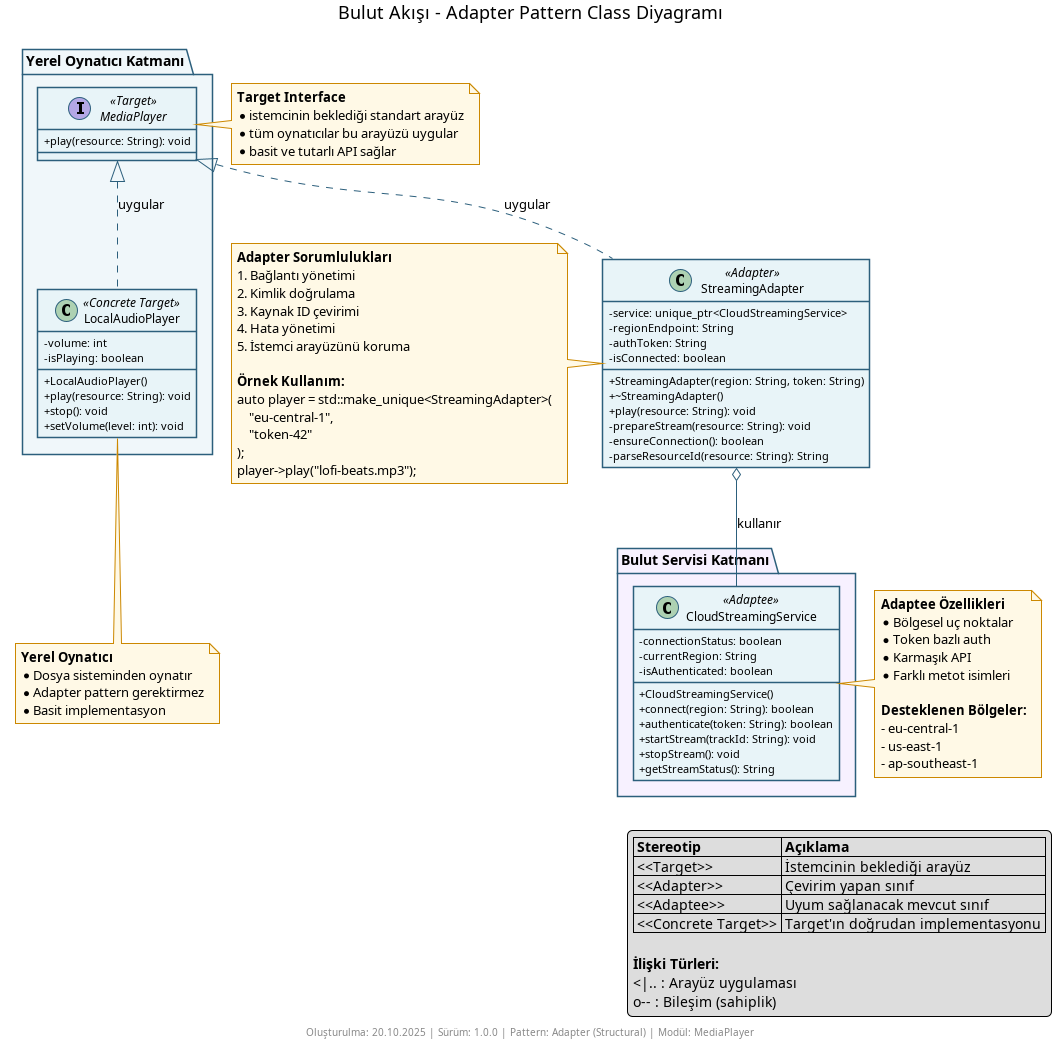 Bulut Akışı - Adapter Pattern Class Diyagramı
Yerel Oynatıcı Katmanı
I
«Target»
MediaPlayer
+play(resource: String): void
Target Interface
• istemcinin beklediği standart arayüz
• tüm oynatıcılar bu arayüzü uygular
• basit ve tutarlı API sağlar
uygular
uygular
C
«Concrete Target»
LocalAudioPlayer
-volume: int
-isPlaying: boolean
+LocalAudioPlayer()
+play(resource: String): void
+stop(): void
+setVolume(level: int): void
Adapter Sorumlulukları
1. Bağlantı yönetimi
2. Kimlik doğrulama
3. Kaynak ID çevirimi
4. Hata yönetimi
5. İstemci arayüzünü koruma
Örnek Kullanım:
auto player = std::make_unique<StreamingAdapter>(
"eu-central-1",
"token-42"
);
player->play("lofi-beats.mp3");
C
«Adapter»
StreamingAdapter
-service: unique_ptr<CloudStreamingService>
-regionEndpoint: String
-authToken: String
-isConnected: boolean
+StreamingAdapter(region: String, token: String)
+~StreamingAdapter()
+play(resource: String): void
-prepareStream(resource: String): void
-ensureConnection(): boolean
-parseResourceId(resource: String): String
kullanır
Bulut Servisi Katmanı
C
«Adaptee»
CloudStreamingService
-connectionStatus: boolean
-currentRegion: String
-isAuthenticated: boolean
+CloudStreamingService()
+connect(region: String): boolean
+authenticate(token: String): boolean
+startStream(trackId: String): void
+stopStream(): void
+getStreamStatus(): String
Adaptee Özellikleri
• Bölgesel uç noktalar
• Token bazlı auth
• Karmaşık API
• Farklı metot isimleri
Desteklenen Bölgeler:
- eu-central-1
- us-east-1
- ap-southeast-1
Yerel Oynatıcı
• Dosya sisteminden oynatır
• Adapter pattern gerektirmez
• Basit implementasyon
Stereotip Açıklama
<<Target>> İstemcinin beklediği arayüz
<<Adapter>> Çevirim yapan sınıf
<<Adaptee>> Uyum sağlanacak mevcut sınıf
<<Concrete Target>> Target'ın doğrudan implementasyonu
İlişki Türleri:
<|.. : Arayüz uygulaması
o-- : Bileşim (sahiplik)
Oluşturulma: 20.10.2025 | Sürüm: 1.0.0 | Pattern: Adapter (Structural) | Modül: MediaPlayer